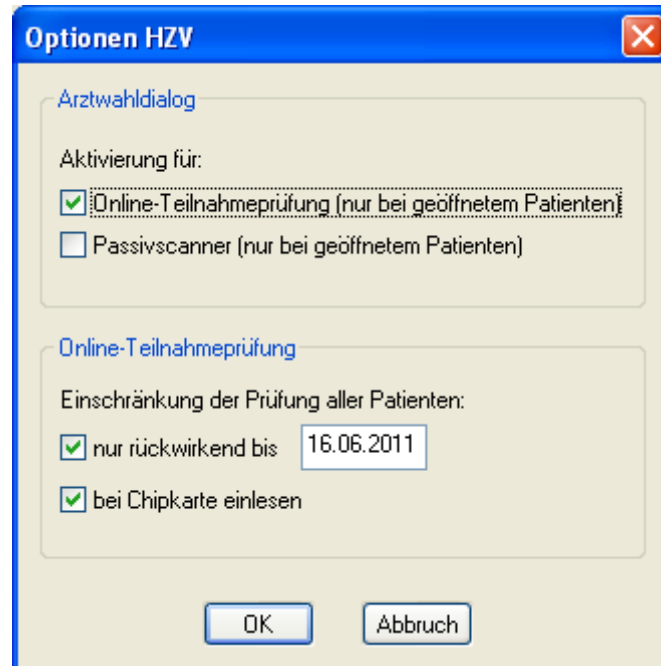 Optionen HZV
Arztwahldialog
Aktivierung für:
Online-Teilnahmeprüfung (nur bei geöffnetem Patienten)
Passivscanner (nur bei geöffnetem Patienten)
Online-Teilnahmeprüfung
Einschränkung der Prüfung aller Patienten:
nur rückwirkend bis 16.06.2011
bei Chipkarte einlesen
OK Abbruch